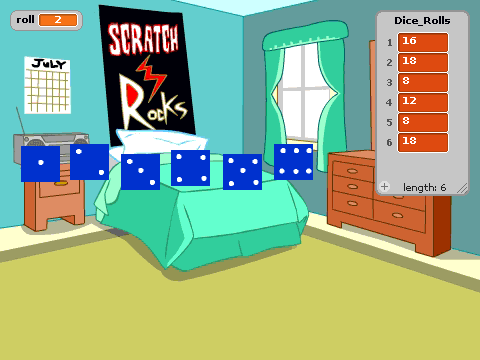 roll 2
SCRATCH
Rocks
JULY
Dice_Rolls
1 16
2 18
3 8
4 12
5 8
6 18
+ length: 6